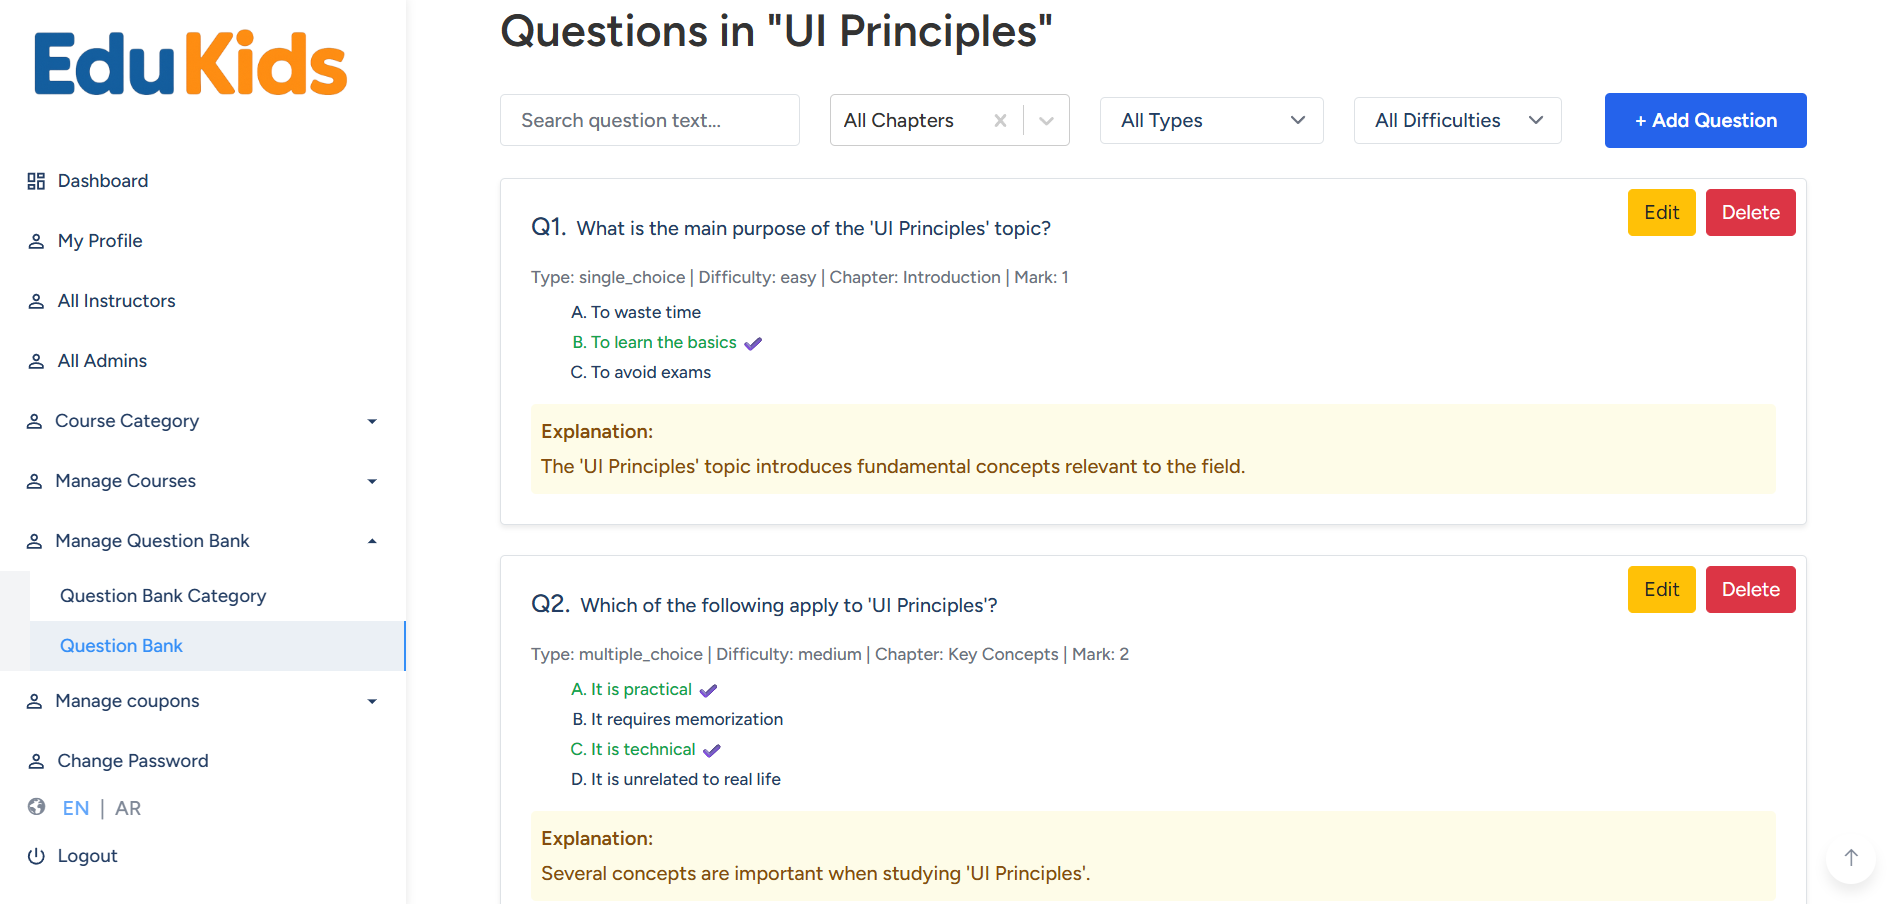 EduKids
Dashboard
My Profile
All Instructors
All Admins
Course Category
Manage Courses
Manage Question Bank
Question Bank Category
Question Bank
Manage coupons
Change Password
EN | AR
Logout
Questions in "UI Principles"
Search question text...
All Chapters
All Types
All Difficulties
+ Add Question
Q1. What is the main purpose of the 'UI Principles' topic?
Edit
Delete
Type: single_choice | Difficulty: easy | Chapter: Introduction | Mark: 1
A. To waste time
B. To learn the basics
C. To avoid exams
Explanation:
The 'UI Principles' topic introduces fundamental concepts relevant to the field.
Q2. Which of the following apply to 'UI Principles'?
Edit
Delete
Type: multiple_choice | Difficulty: medium | Chapter: Key Concepts | Mark: 2
A. It is practical
B. It requires memorization
C. It is technical
D. It is unrelated to real life
Explanation:
Several concepts are important when studying 'UI Principles'.